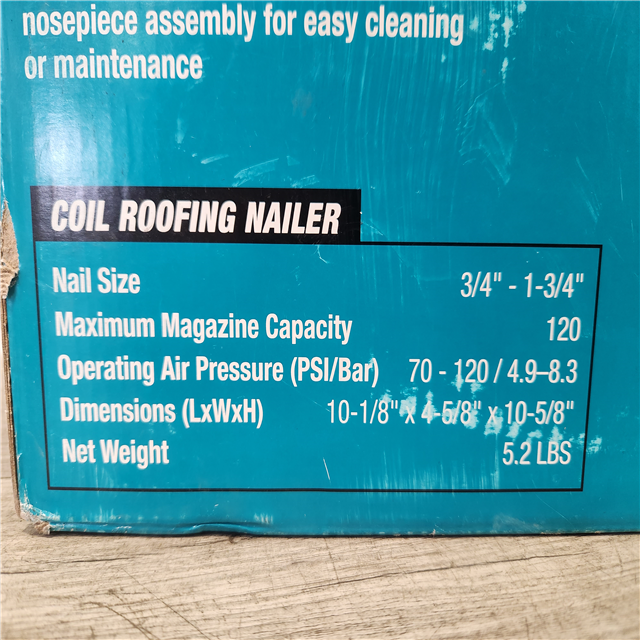 nosepiece assembly for easy cleaning
or maintenance
COIL ROOFING NAILER
Nail Size 3/4" - 1-3/4"
Maximum Magazine Capacity 120
Operating Air Pressure (PSI/Bar) 70 - 120 / 4.9–8.3
Dimensions (LxWxH) 10-1/8" x 4-5/8" x 10-5/8"
Net Weight 5.2 LBS